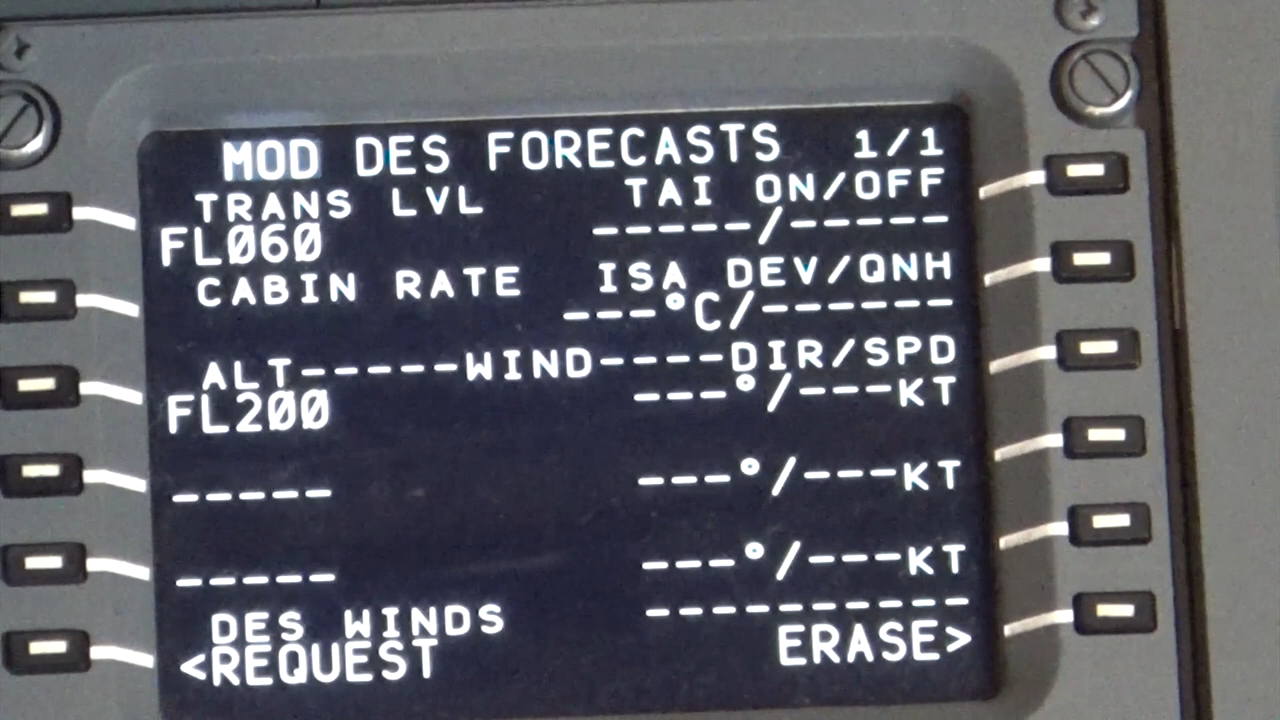 MOD DES FORECASTS 1/1
TRANS LVL TAI ON/OFF
FL060 -----/-----
CABIN RATE ISA DEV/QNH
---°C/------
ALT-----WIND----DIR/SPD
FL200 ---°/---KT
----- ---°/---KT
----- ---°/---KT
DES WINDS ----------
<REQUEST ERASE>